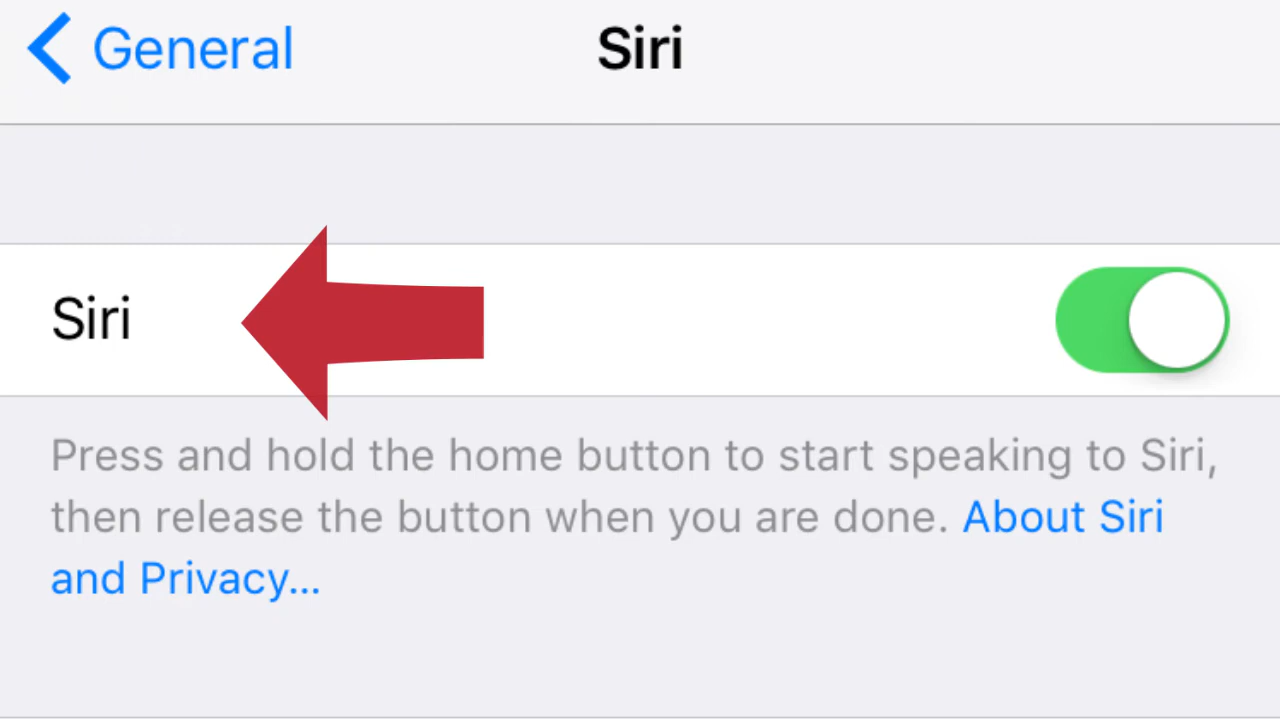 General
Siri
Siri
Press and hold the home button to start speaking to Siri,
then release the button when you are done. About Siri
and Privacy...